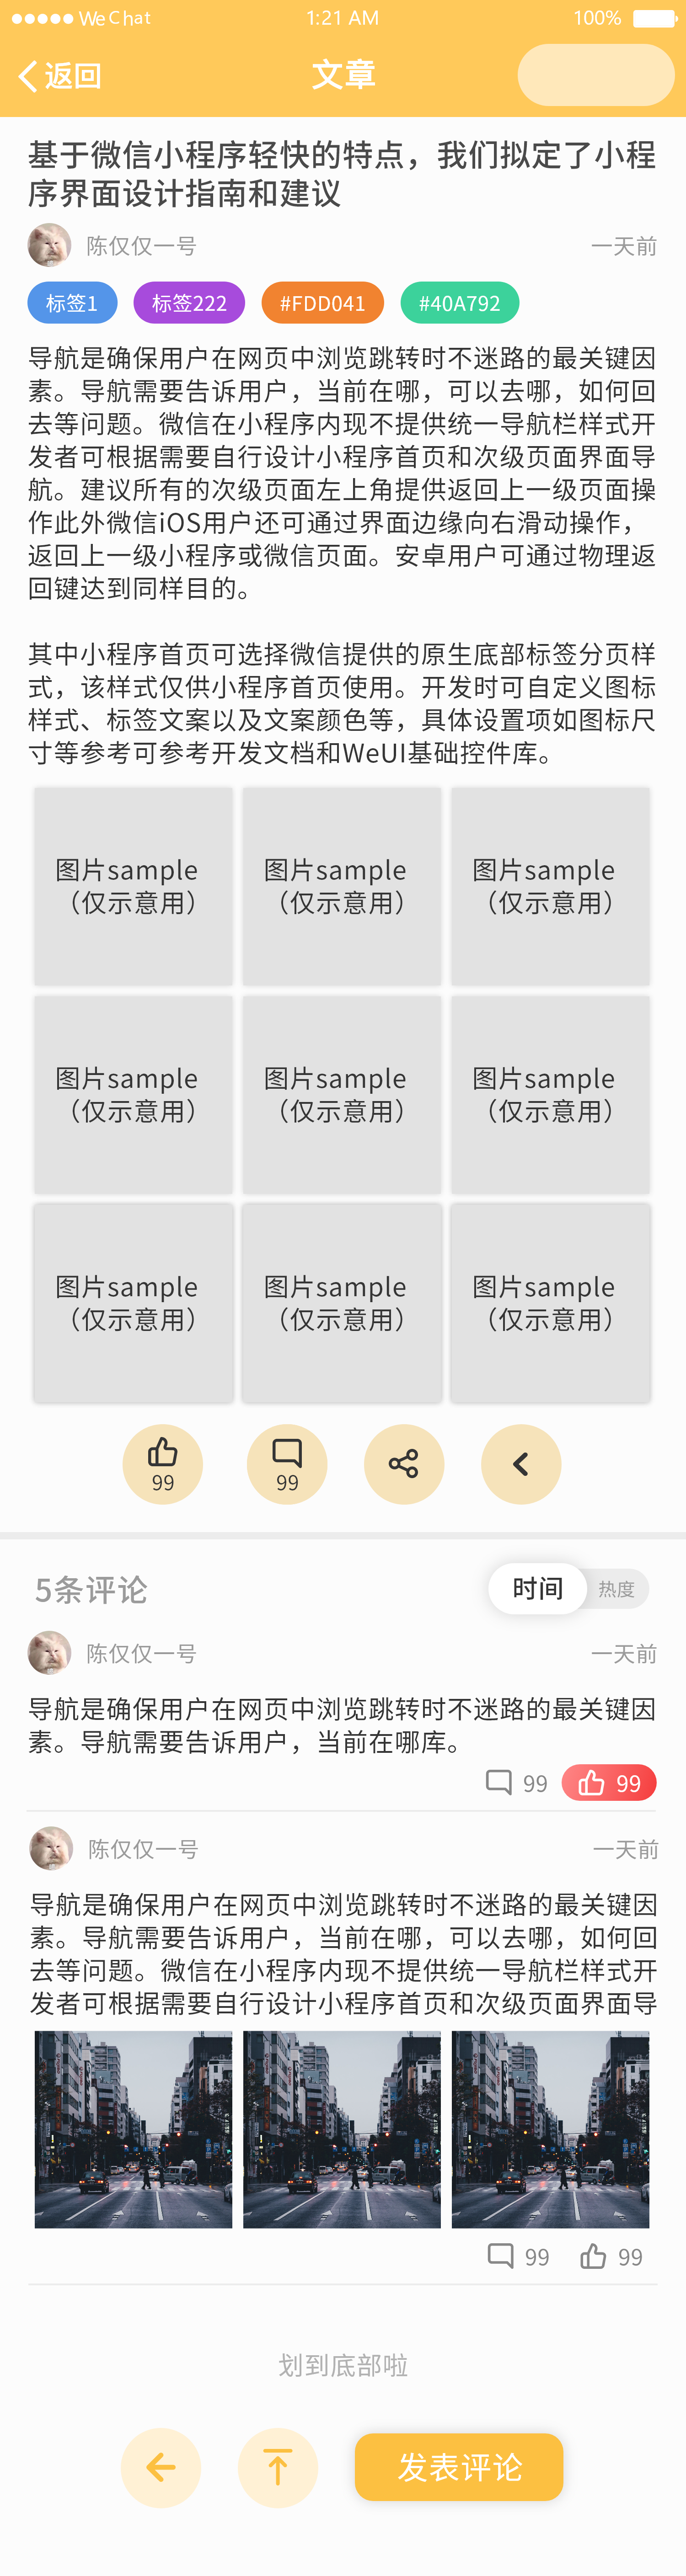 WeChat 1:21 AM 100%
返回 文章
基于微信小程序轻快的特点，我们拟定了小程
序界面设计指南和建议
陈仅仅一号 一天前
标签1 标签222 #FDD041 #40A792
导航是确保用户在网页中浏览跳转时不迷路的最关键因
素。导航需要告诉用户，当前在哪，可以去哪，如何回
去等问题。微信在小程序内现不提供统一导航栏样式开
发者可根据需要自行设计小程序首页和次级页面界面导
航。建议所有的次级页面左上角提供返回上一级页面操
作此外微信iOS用户还可通过界面边缘向右滑动操作，
返回上一级小程序或微信页面。安卓用户可通过物理返
回键达到同样目的。
其中小程序首页可选择微信提供的原生底部标签分页样
式，该样式仅供小程序首页使用。开发时可自定义图标
样式、标签文案以及文案颜色等，具体设置项如图标尺
寸等参考可参考开发文档和WeUI基础控件库。
图片sample 图片sample 图片sample
（仅示意用） （仅示意用） （仅示意用）
图片sample 图片sample 图片sample
（仅示意用） （仅示意用） （仅示意用）
图片sample 图片sample 图片sample
（仅示意用） （仅示意用） （仅示意用）
99 99
5条评论 时间 热度
陈仅仅一号 一天前
导航是确保用户在网页中浏览跳转时不迷路的最关键因
素。导航需要告诉用户，当前在哪库。
99 99
陈仅仅一号 一天前
导航是确保用户在网页中浏览跳转时不迷路的最关键因
素。导航需要告诉用户，当前在哪，可以去哪，如何回
去等问题。微信在小程序内现不提供统一导航栏样式开
发者可根据需要自行设计小程序首页和次级页面界面导
99 99
划到底部啦
发表评论